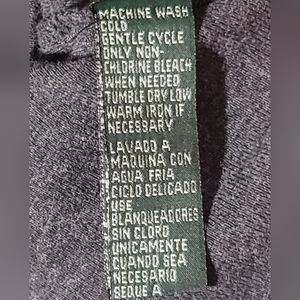 MACHINE WASH
COLD
GENTLE CYCLE
ONLY NON-
CHLORINE BLEACH
WHEN NEEDED
TUMBLE DRY LOW
WARM IRON IF
NECESSARY
LAVADO A
MAQUINA CON
AGUA FRIA
CICLO DELICADO
USE
BLANQUEADORES
SIN CLORO
UNICAMENTE
CUANDO SEA
NECESARIO
SEQUE A